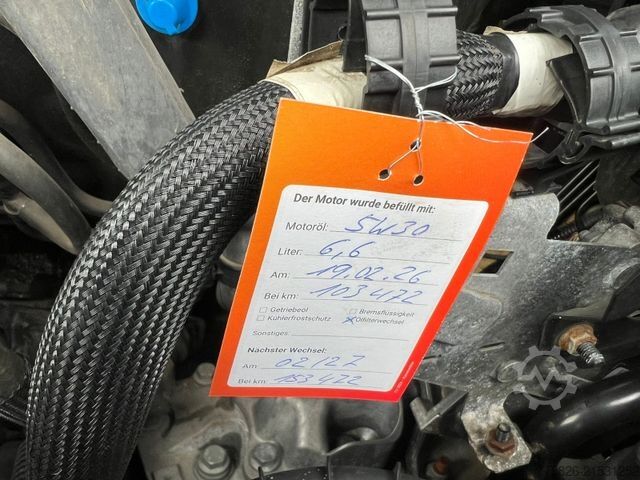 Der Motor wurde befüllt mit:
Motoröl: 5W30
Liter: 6,6
Am: 19.02.26
Bei km: 103472
Getriebeöl Bremsflüssigkeit
Kühlerfrostschutz Ölfilterwechsel
Sonstiges:
Nächster Wechsel:
Am 02/27
Bei km: 153472